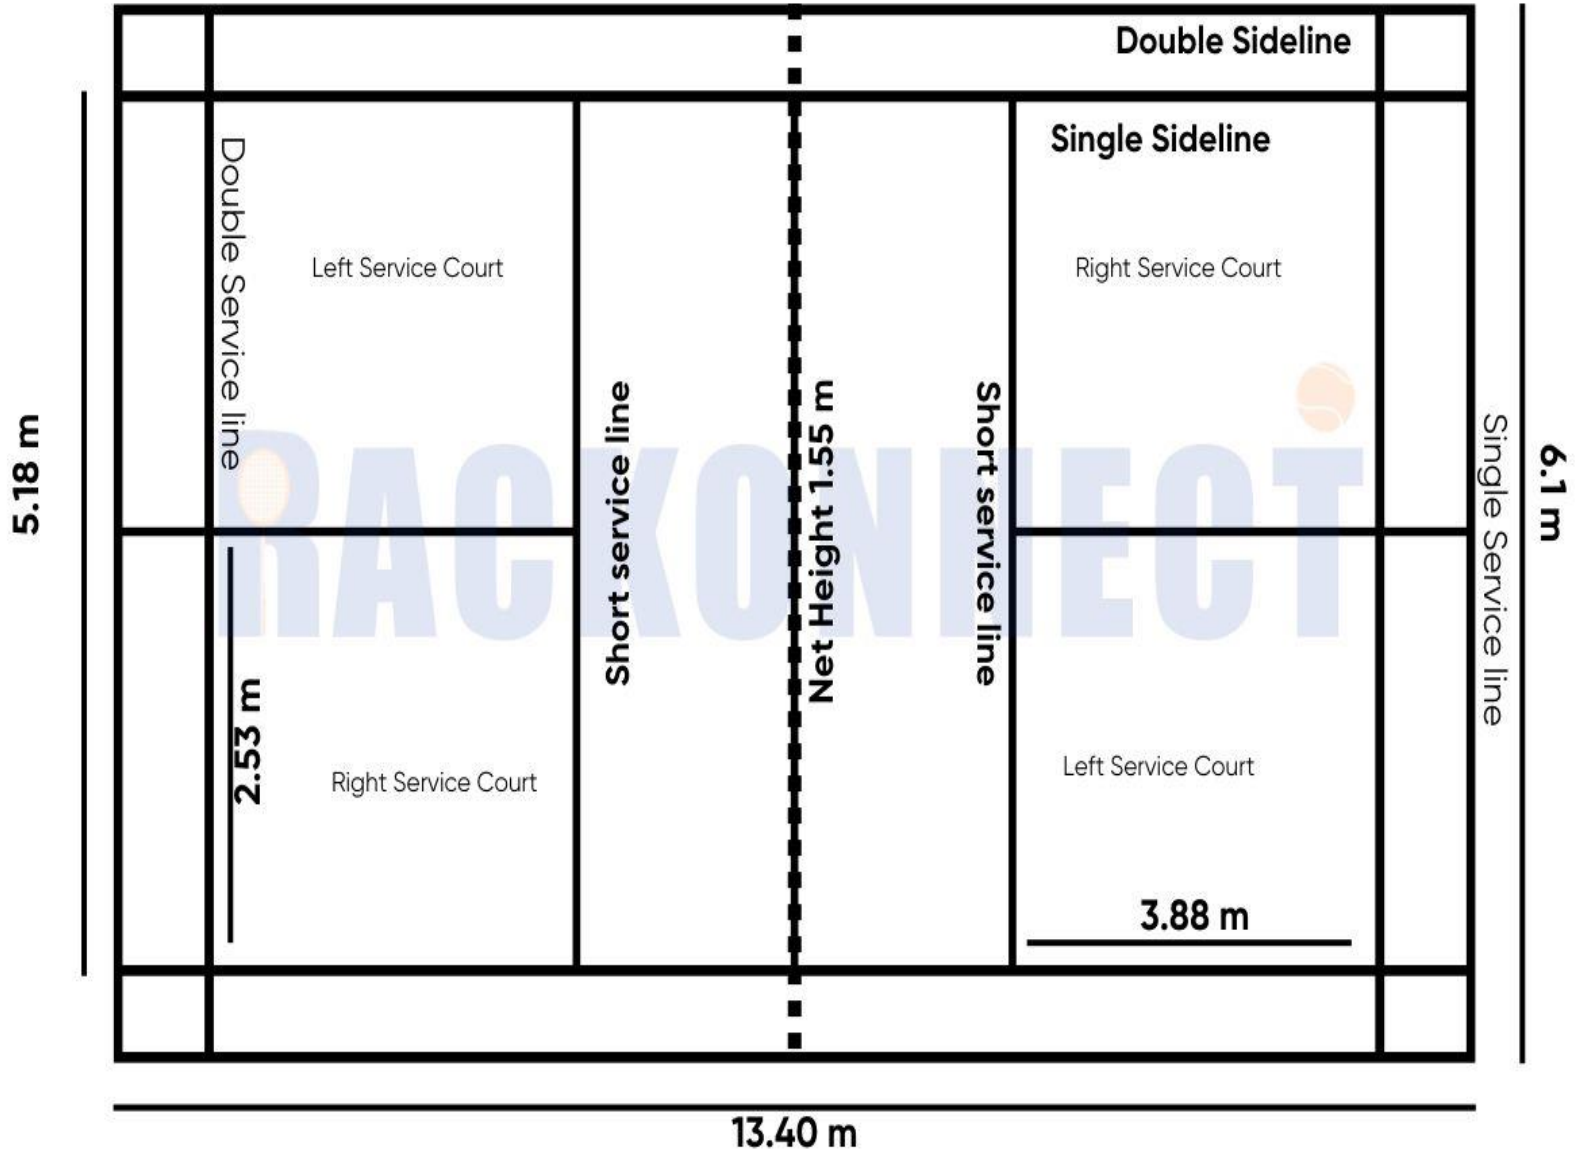 Double Sideline
Single Sideline
Double Service line
Left Service Court
Right Service Court
5.18 m
Short service line
Net Height 1.55 m
Short service line
Single Service line
6.1 m
RACKONNECT
2.53 m
Right Service Court
Left Service Court
3.88 m
13.40 m